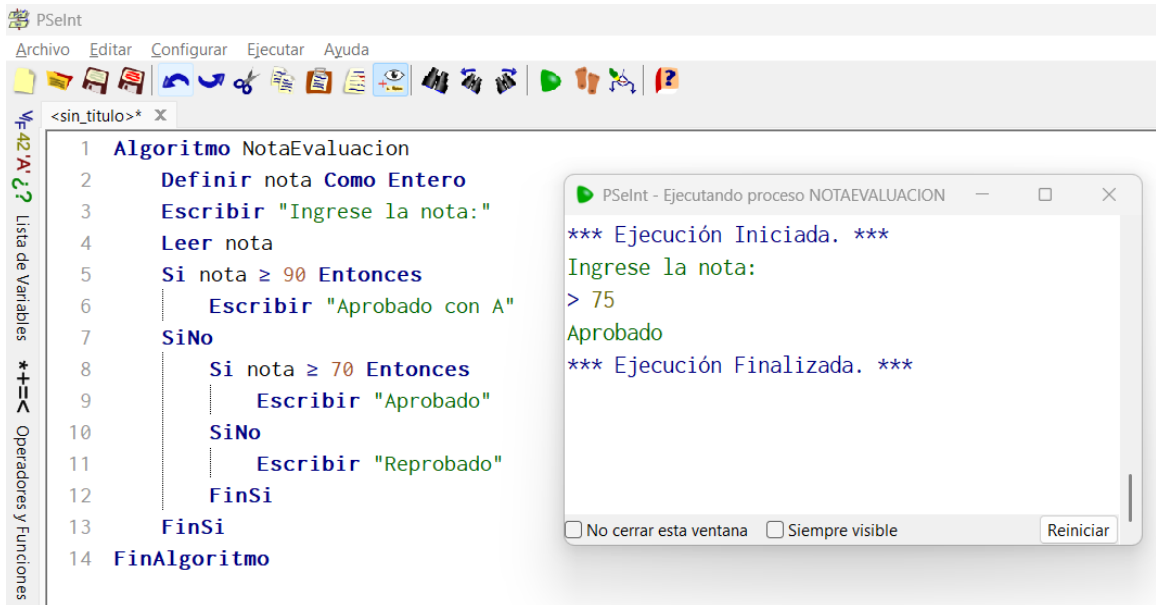 PSeInt
Archivo Editar Configurar Ejecutar Ayuda
<sin_titulo>* X
V/F 42 'A' ¿? Lista de Variables
*+=< Operadores y Funciones
1 Algoritmo NotaEvaluacion
2 Definir nota Como Entero
3 Escribir "Ingrese la nota:"
4 Leer nota
5 Si nota ≥ 90 Entonces
6 Escribir "Aprobado con A"
7 SiNo
8 Si nota ≥ 70 Entonces
9 Escribir "Aprobado"
10 SiNo
11 Escribir "Reprobado"
12 FinSi
13 FinSi
14 FinAlgoritmo
PSeInt - Ejecutando proceso NOTAEVALUACION
*** Ejecución Iniciada. ***
Ingrese la nota:
> 75
Aprobado
*** Ejecución Finalizada. ***
No cerrar esta ventana Siempre visible Reiniciar